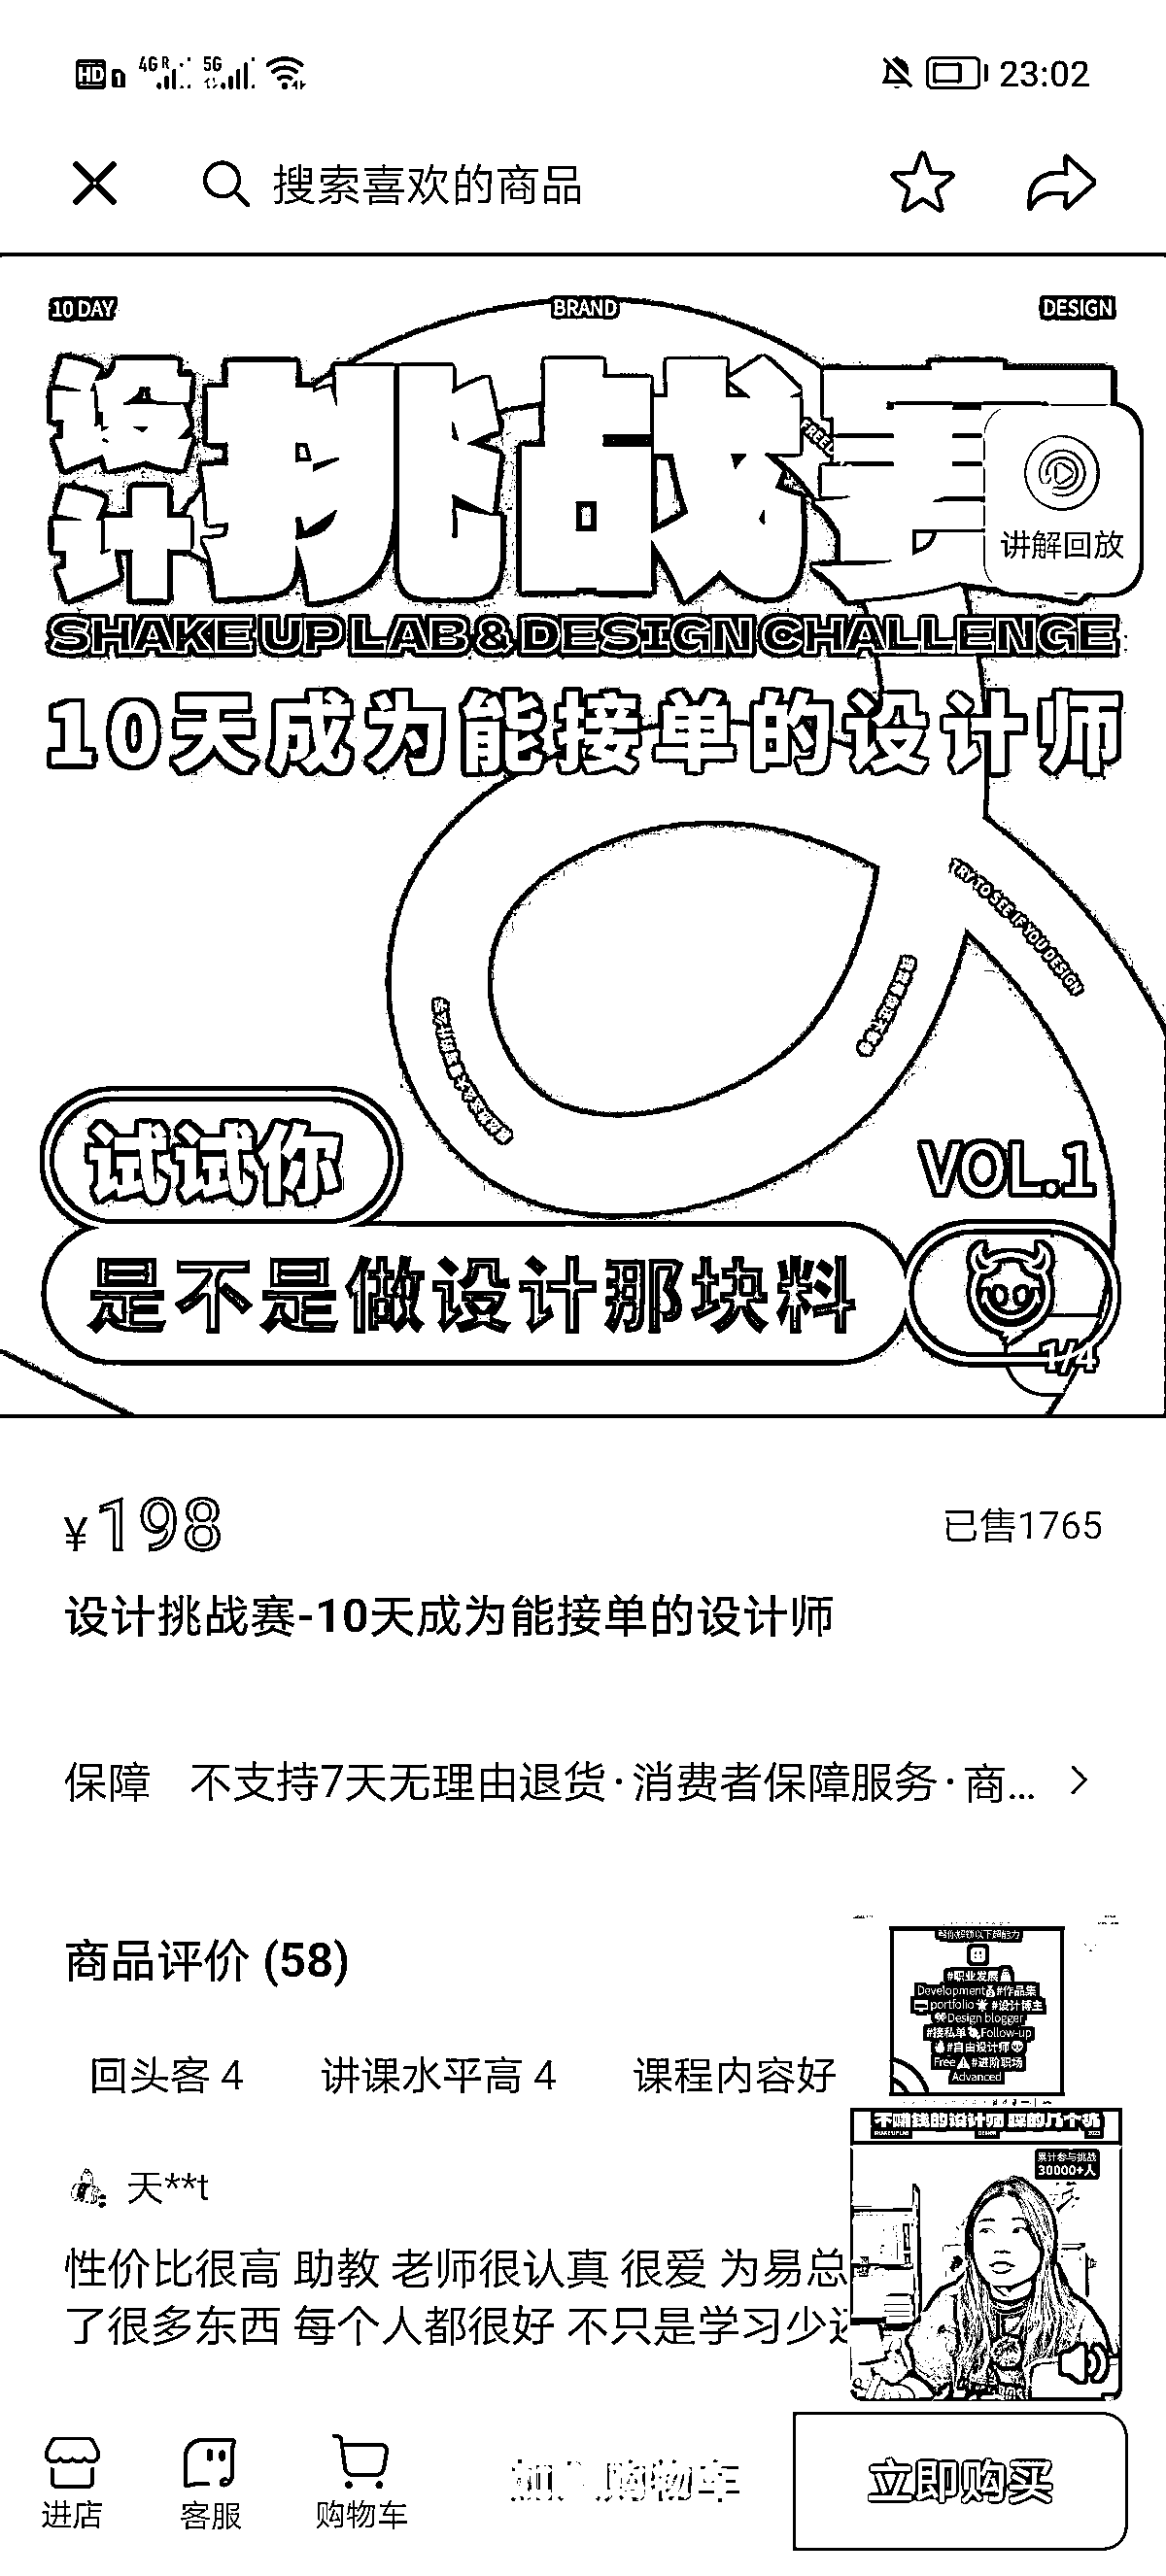 HD 1 4G R 5G 23:02
搜索喜欢的商品
10 DAY BRAND DESIGN
设计挑战赛
FREED
讲解回放
SHAKE UP LAB & DESIGN CHALLENGE
10天成为能接单的设计师
TRY TO SEE IF YOU DESIGN
试试你
VOL.1
是不是做设计那块料
1/4
¥198 已售1765
设计挑战赛-10天成为能接单的设计师
保障 不支持7天无理由退货·消费者保障服务·商...
商品评价 (58)
#职业发展
Development #作品集
portfolio #设计博主
Design blogger
#接私单 Follow-up
#自由设计师
Free #进阶职场
Advanced
回头客 4 讲课水平高 4 课程内容好
不赚钱的设计师 踩的几个坑
SHAKE UP LAB DESIGN 2023
累计参与挑战
30000+人
天**t
性价比很高 助教 老师很认真 很爱 为易总
了很多东西 每个人都很好 不只是学习少
进店 客服 购物车 加入购物车 立即购买